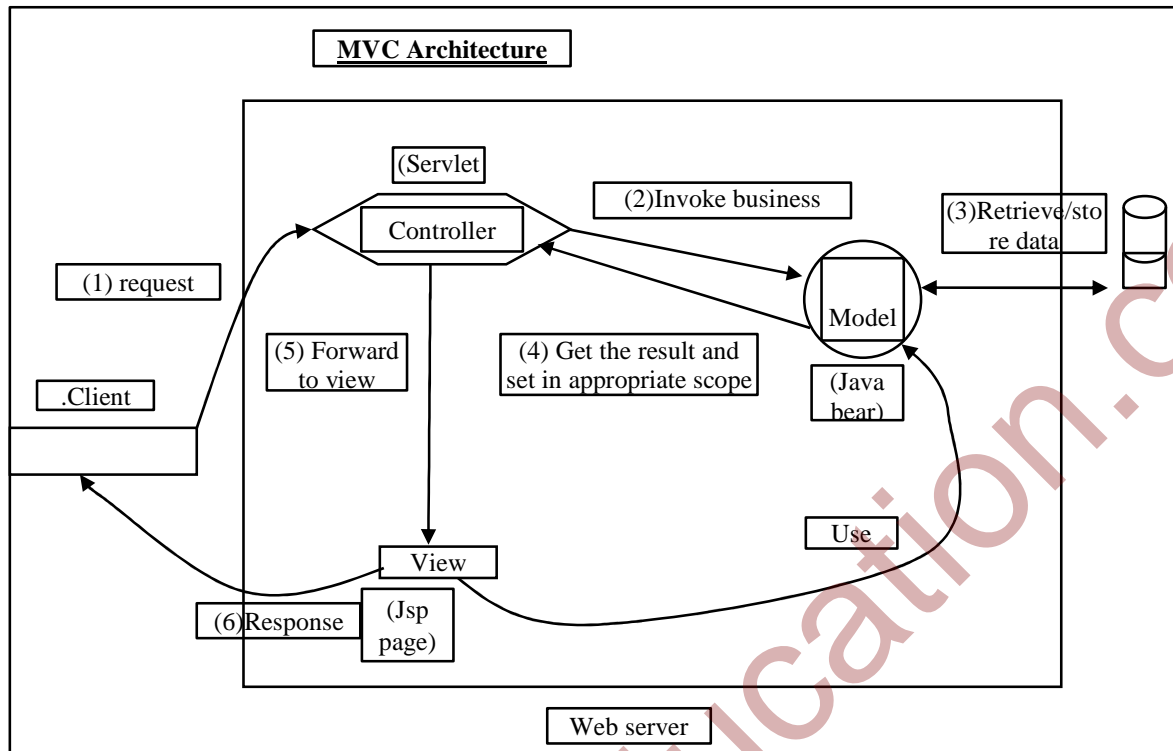 MVC Architecture
(Servlet
Controller
(2)Invoke business
(3)Retrieve/sto
re data
(1) request
Model
(5) Forward
to view
(4) Get the result and
set in appropriate scope
(Java
bear)
.Client
Use
View
(6)Response
(Jsp
page)
Web server
ucation.c